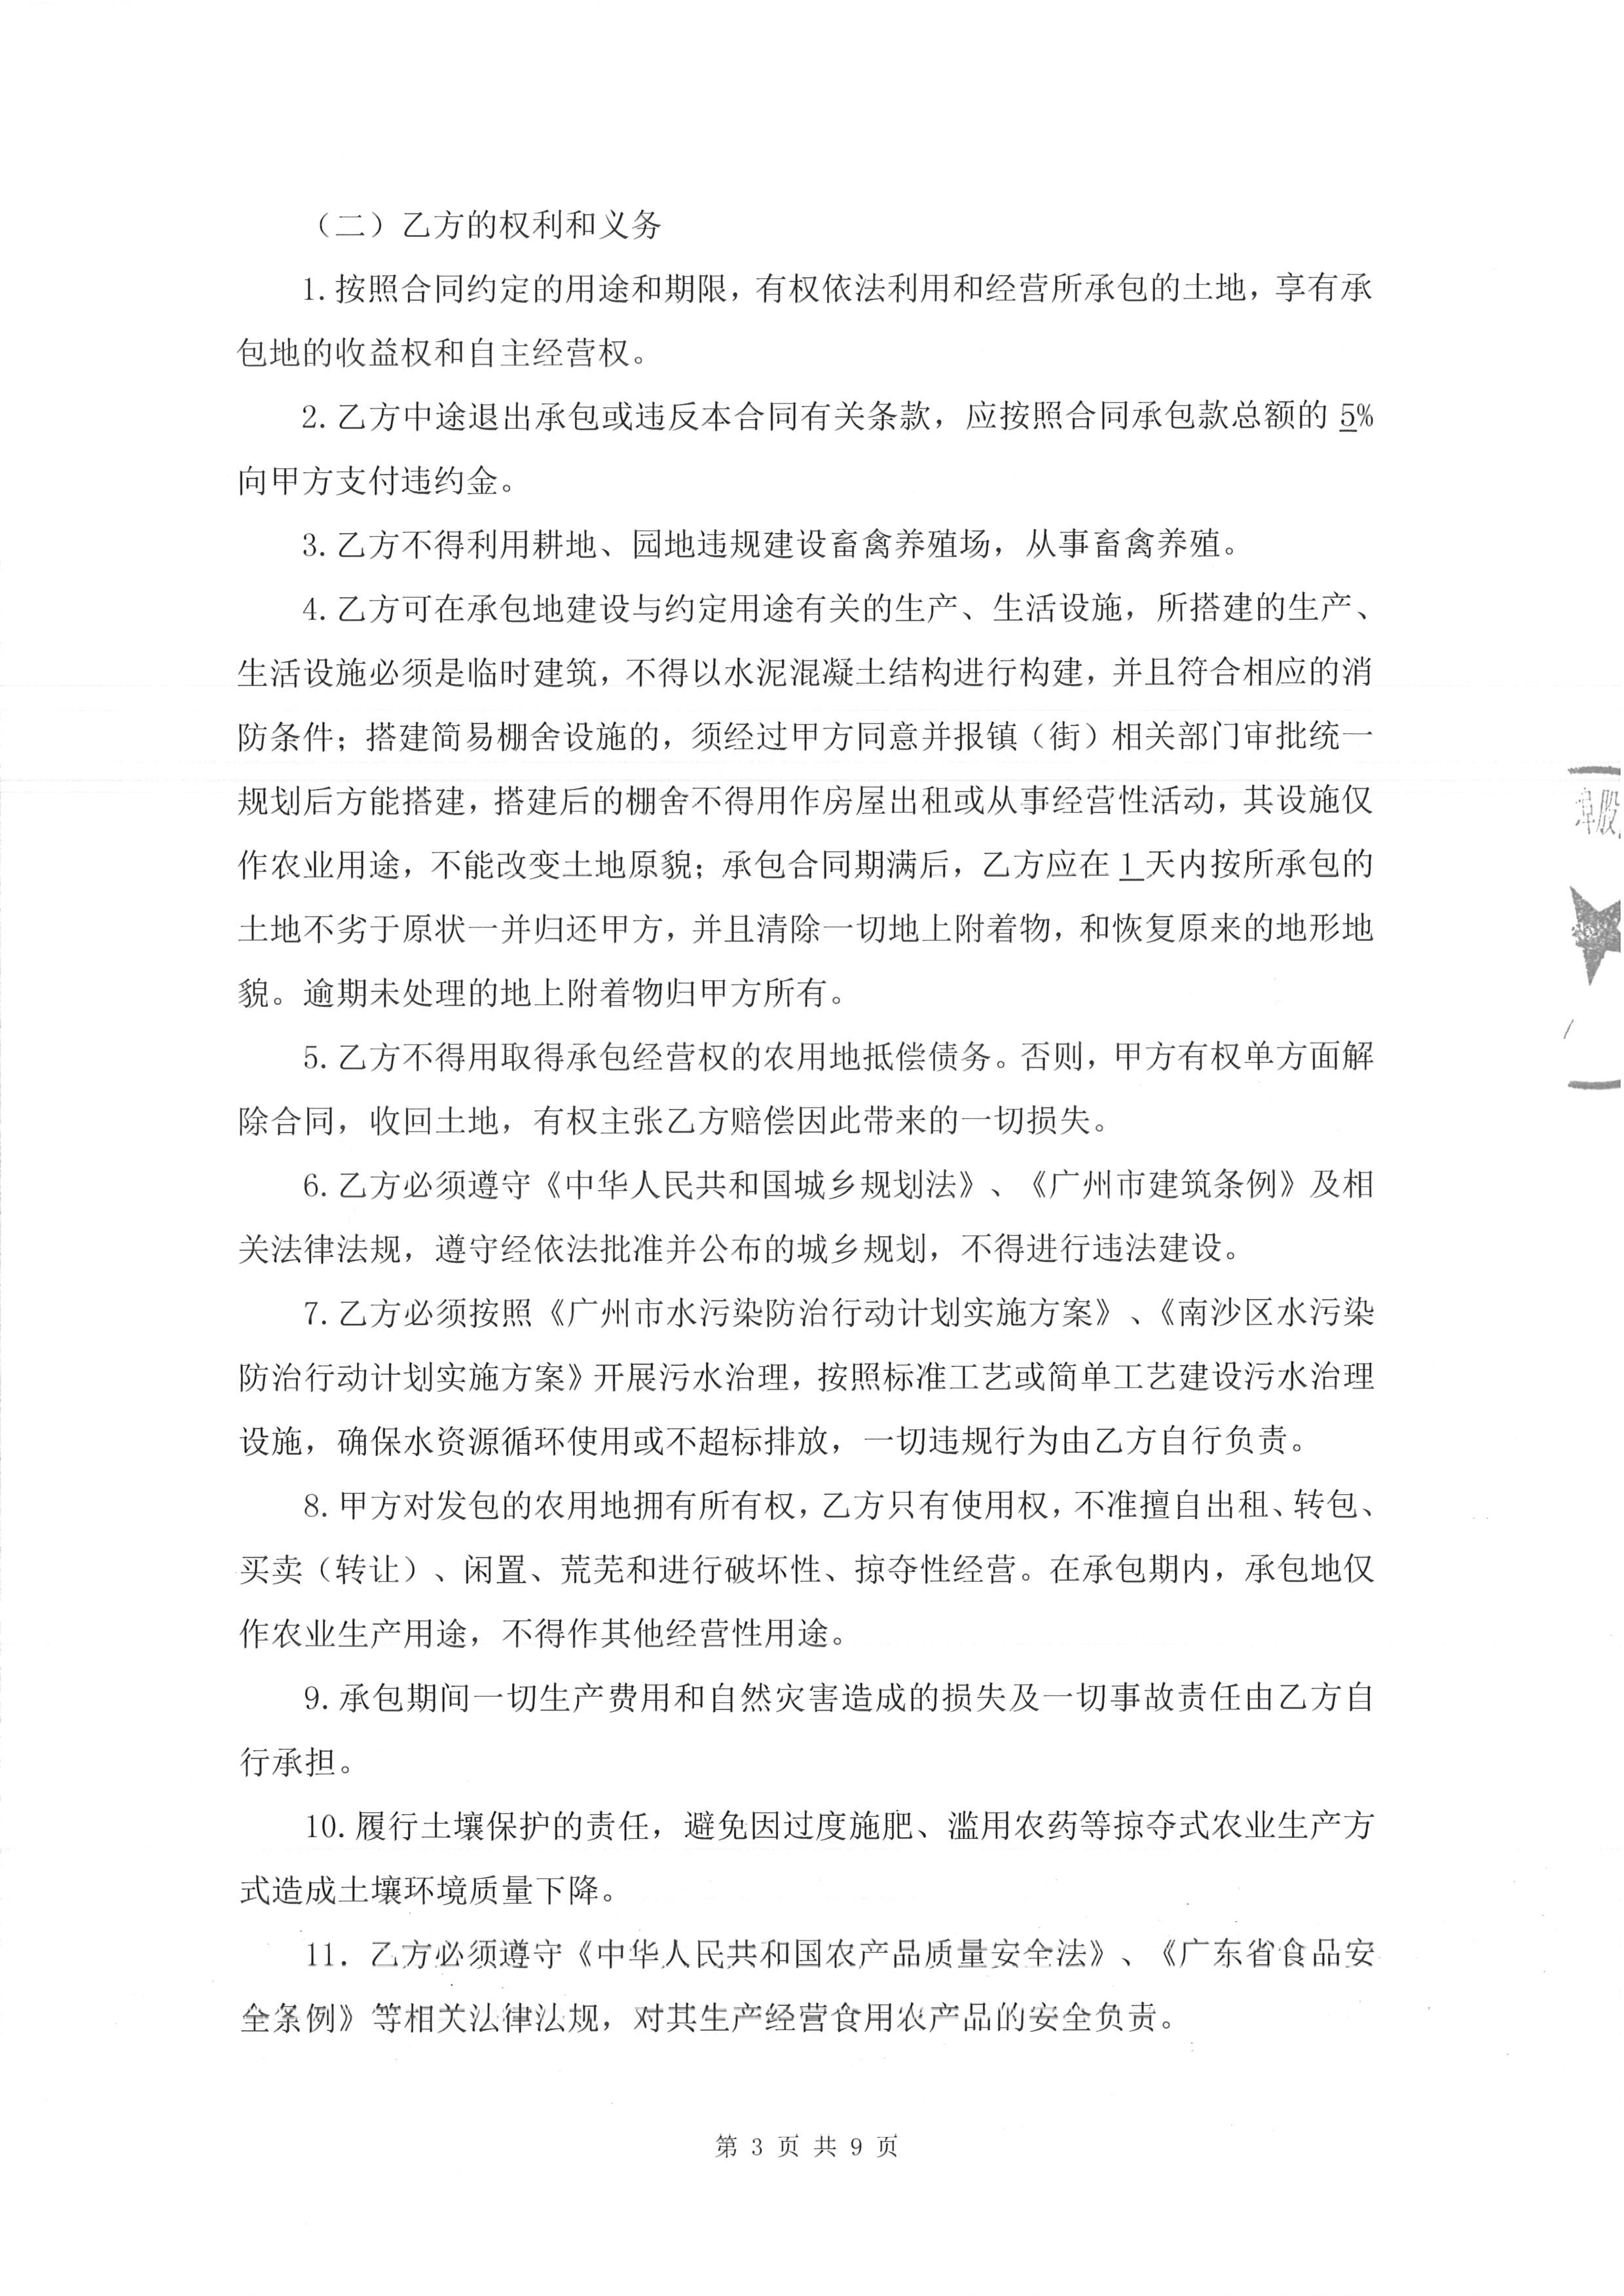 （二）乙方的权利和义务
1.按照合同约定的用途和期限，有权依法利用和经营所承包的土地，享有承
包地的收益权和自主经营权。
2.乙方中途退出承包或违反本合同有关条款，应按照合同承包款总额的 5%
向甲方支付违约金。
3.乙方不得利用耕地、园地违规建设畜禽养殖场，从事畜禽养殖。
4.乙方可在承包地建设与约定用途有关的生产、生活设施，所搭建的生产、
生活设施必须是临时建筑，不得以水泥混凝土结构进行构建，并且符合相应的消
防条件；搭建简易棚舍设施的，须经过甲方同意并报镇（街）相关部门审批统一
规划后方能搭建，搭建后的棚舍不得用作房屋出租或从事经营性活动，其设施仅
作农业用途，不能改变土地原貌；承包合同期满后，乙方应在 1 天内按所承包的
土地不劣于原状一并归还甲方，并且清除一切地上附着物，和恢复原来的地形地
貌。逾期未处理的地上附着物归甲方所有。
5.乙方不得用取得承包经营权的农用地抵偿债务。否则，甲方有权单方面解
除合同，收回土地，有权主张乙方赔偿因此带来的一切损失。
6.乙方必须遵守《中华人民共和国城乡规划法》、《广州市建筑条例》及相
关法律法规，遵守经依法批准并公布的城乡规划，不得进行违法建设。
7.乙方必须按照《广州市水污染防治行动计划实施方案》、《南沙区水污染
防治行动计划实施方案》开展污水治理，按照标准工艺或简单工艺建设污水治理
设施，确保水资源循环使用或不超标排放，一切违规行为由乙方自行负责。
8.甲方对发包的农用地拥有所有权，乙方只有使用权，不准擅自出租、转包、
买卖（转让）、闲置、荒芜和进行破坏性、掠夺性经营。在承包期内，承包地仅
作农业生产用途，不得作其他经营性用途。
9.承包期间一切生产费用和自然灾害造成的损失及一切事故责任由乙方自
行承担。
10.履行土壤保护的责任，避免因过度施肥、滥用农药等掠夺式农业生产方
式造成土壤环境质量下降。
11. 乙方必须遵守《中华人民共和国农产品质量安全法》、《广东省食品安
全条例》等相关法律法规，对其生产经营食用农产品的安全负责。
第 3 页 共 9 页
股